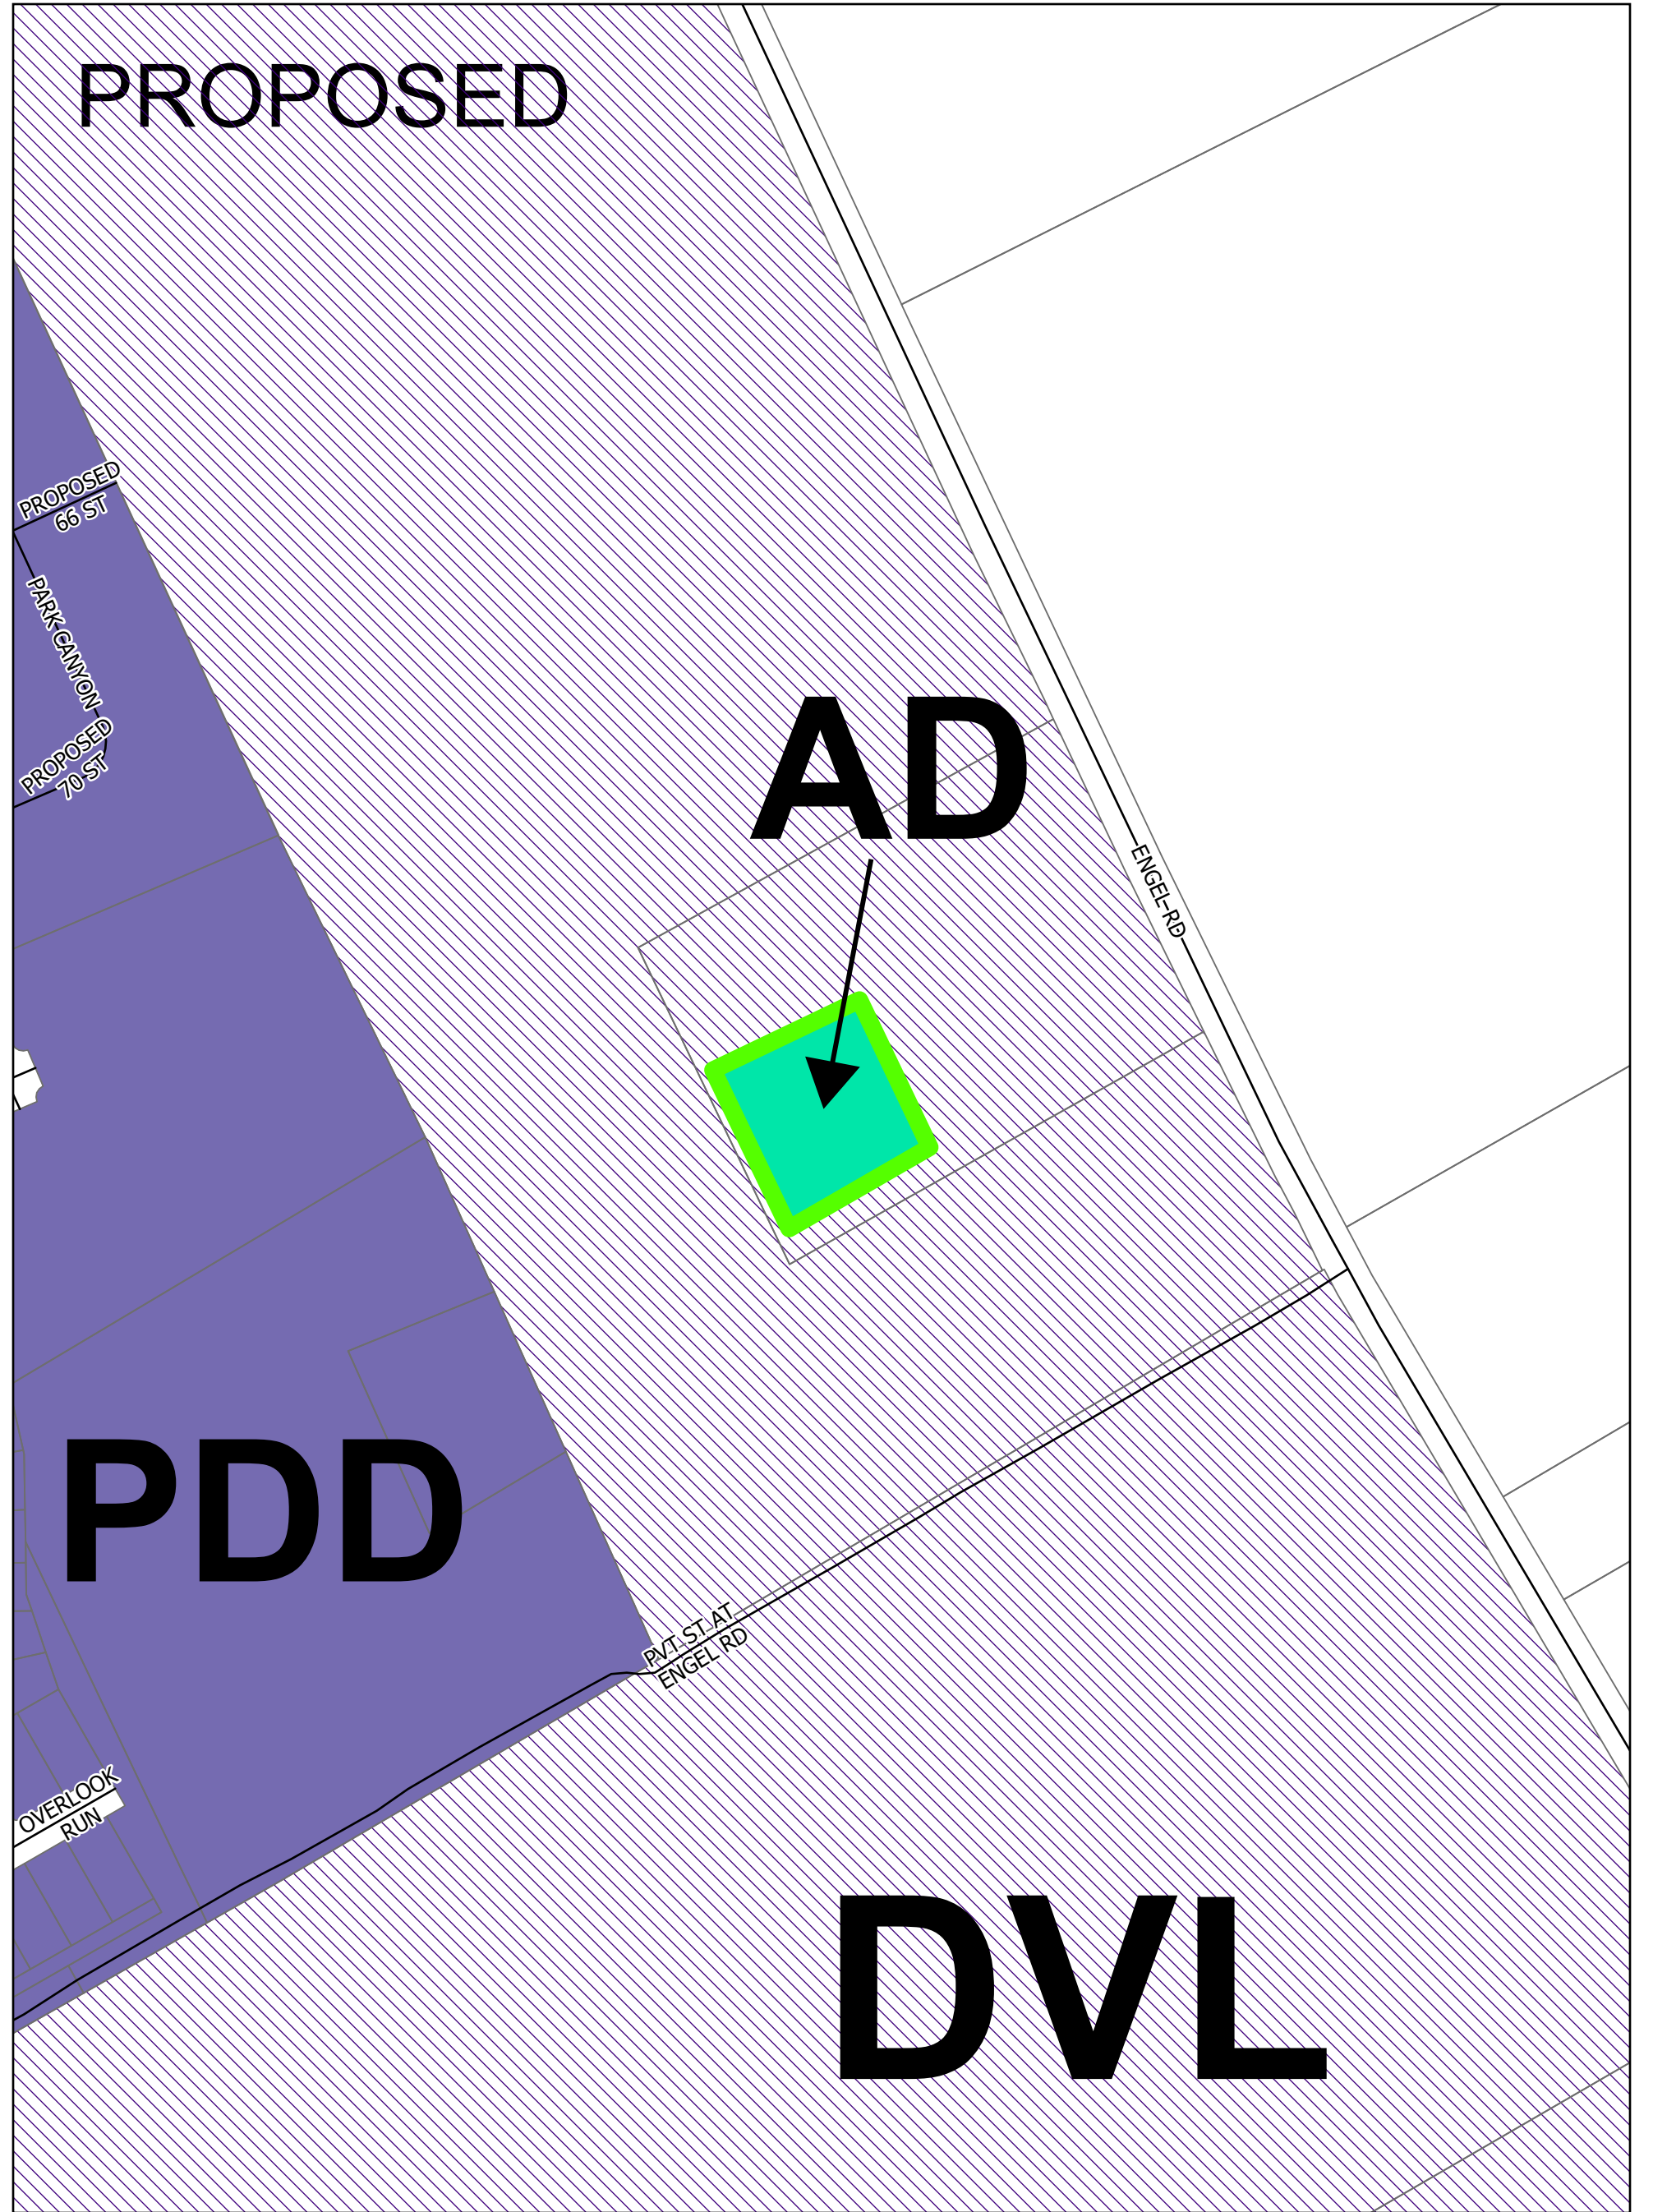 PROPOSED
PROPOSED
66 ST
PARK CANYON
PROPOSED
70 ST
AD
ENGEL RD
PDD
PVT ST AT
ENGEL RD
OVERLOOK
RUN
DVL